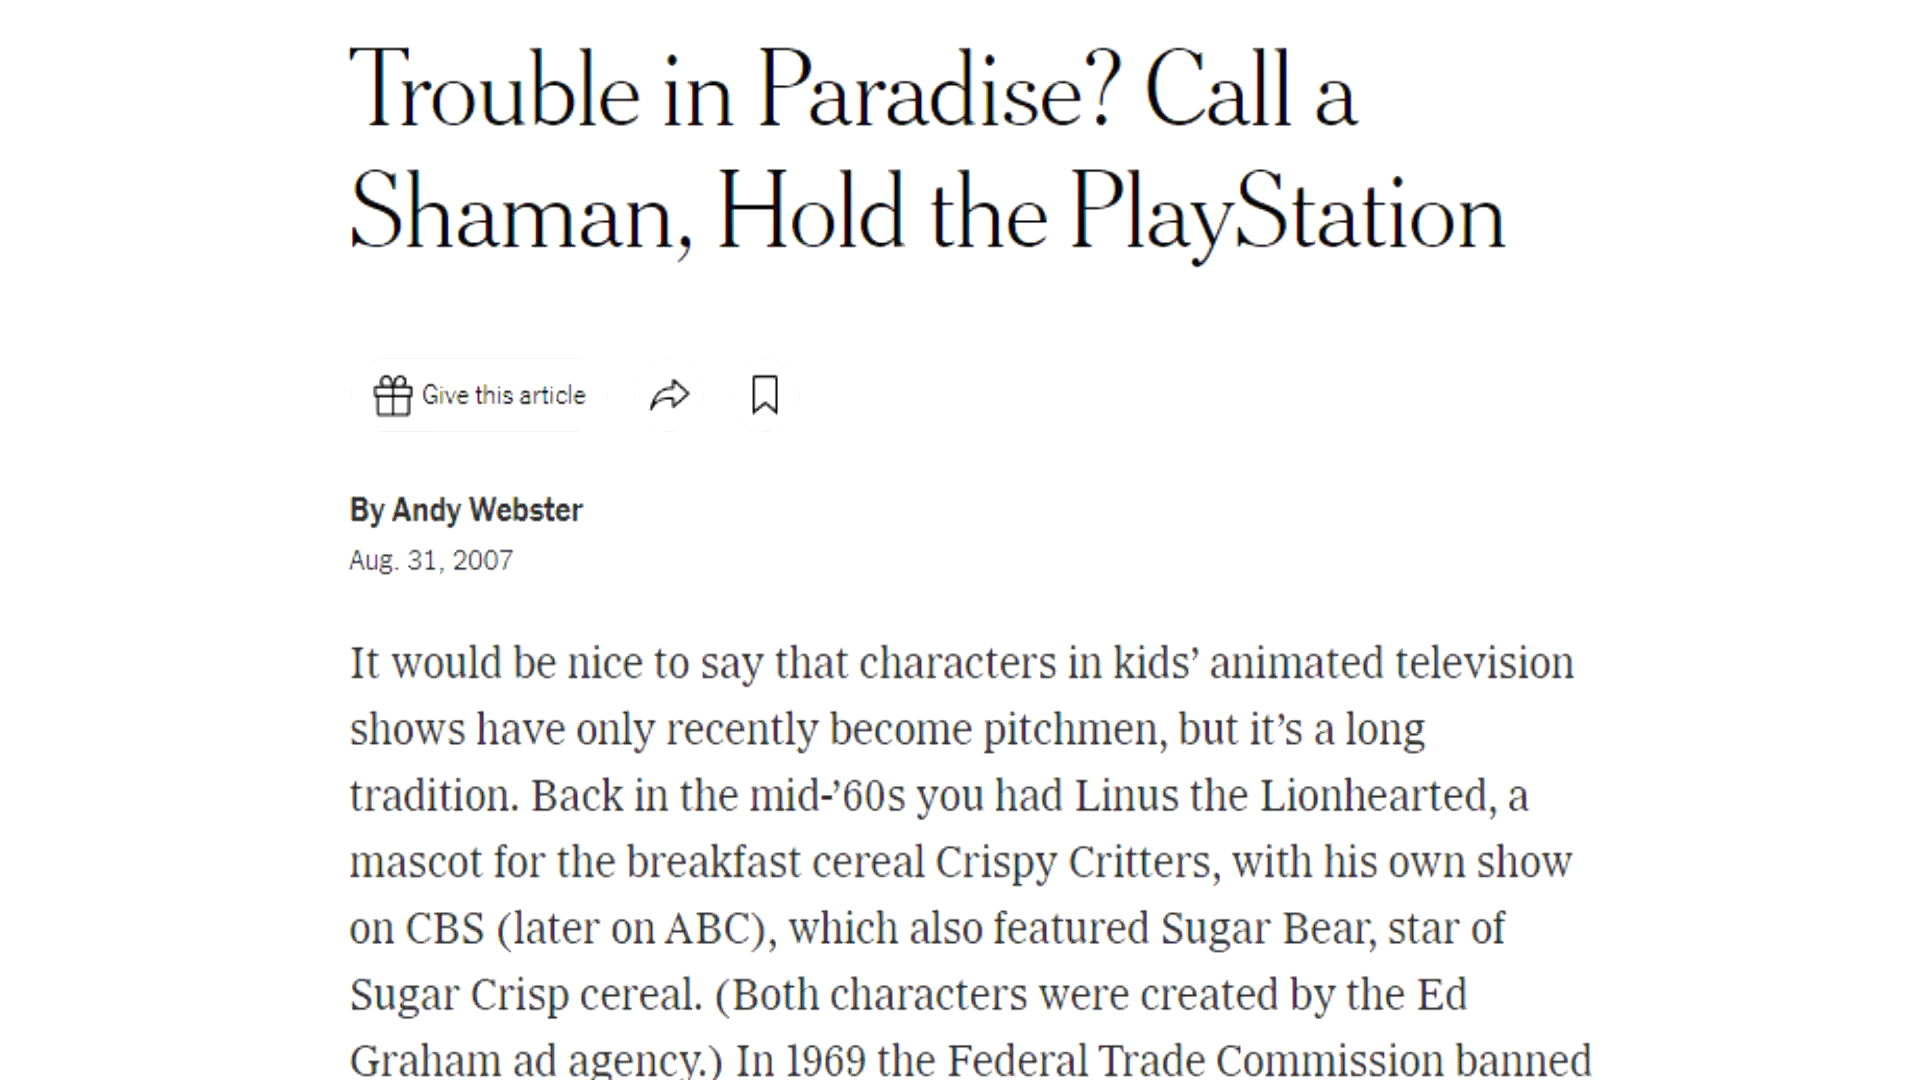 Trouble in Paradise? Call a
Shaman, Hold the PlayStation
Give this article
By Andy Webster
Aug. 31, 2007
It would be nice to say that characters in kids’ animated television
shows have only recently become pitchmen, but it’s a long
tradition. Back in the mid-’60s you had Linus the Lionhearted, a
mascot for the breakfast cereal Crispy Critters, with his own show
on CBS (later on ABC), which also featured Sugar Bear, star of
Sugar Crisp cereal. (Both characters were created by the Ed
Graham ad agency.) In 1969 the Federal Trade Commission banned